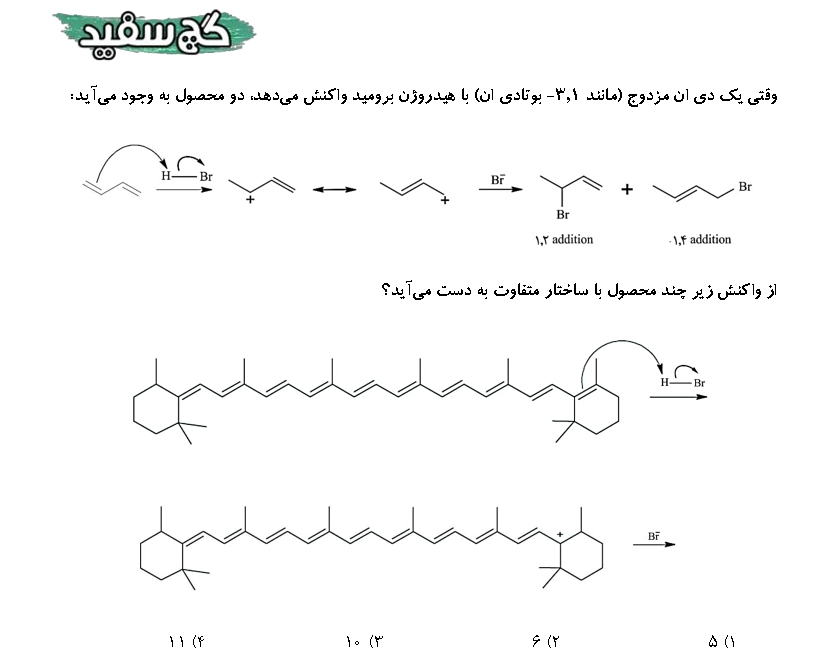 گچ سفید
وقتی یک دی ان مزدوج (مانند ۳,۱- بوتادی ان) با هیدروژن برومید واکنش می‌دهد، دو محصول به وجود می‌آید:
H Br
+
+
Br̄
Br
+
Br
۱,۲ addition
۱,۴ addition
از واکنش زیر چند محصول با ساختار متفاوت به دست می‌آید؟
H Br
+
Br̄
۱) ۵
۲) ۶
۳) ۱۰
۴) ۱۱